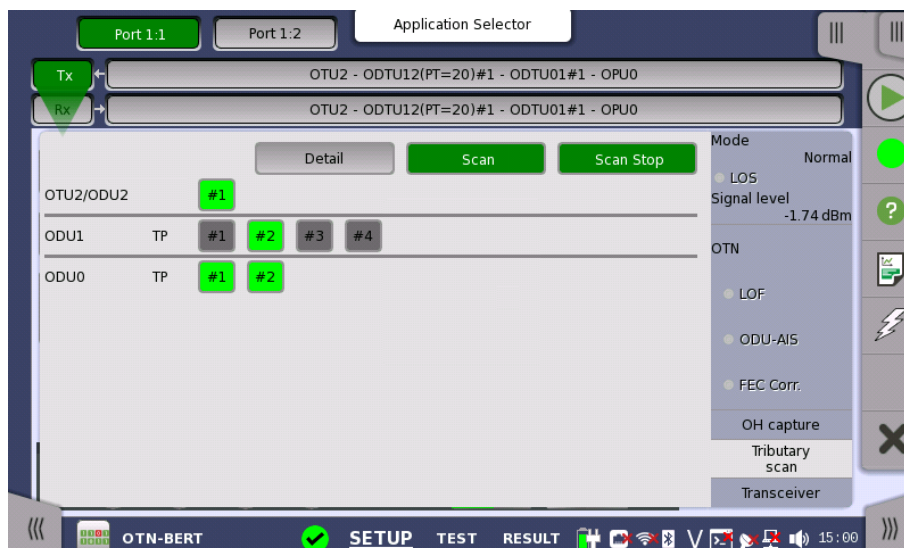 Port 1:1
Port 1:2
Application Selector
Tx
OTU2 - ODTU12(PT=20)#1 - ODTU01#1 - OPU0
Rx
OTU2 - ODTU12(PT=20)#1 - ODTU01#1 - OPU0
Detail
Scan
Scan Stop
OTU2/ODU2 #1
ODU1 TP #1 #2 #3 #4
ODU0 TP #1 #2
Mode
Normal
LOS
Signal level
-1.74 dBm
OTN
LOF
ODU-AIS
FEC Corr.
OH capture
Tributary
scan
Transceiver
OTN-BERT SETUP TEST RESULT V 15:00